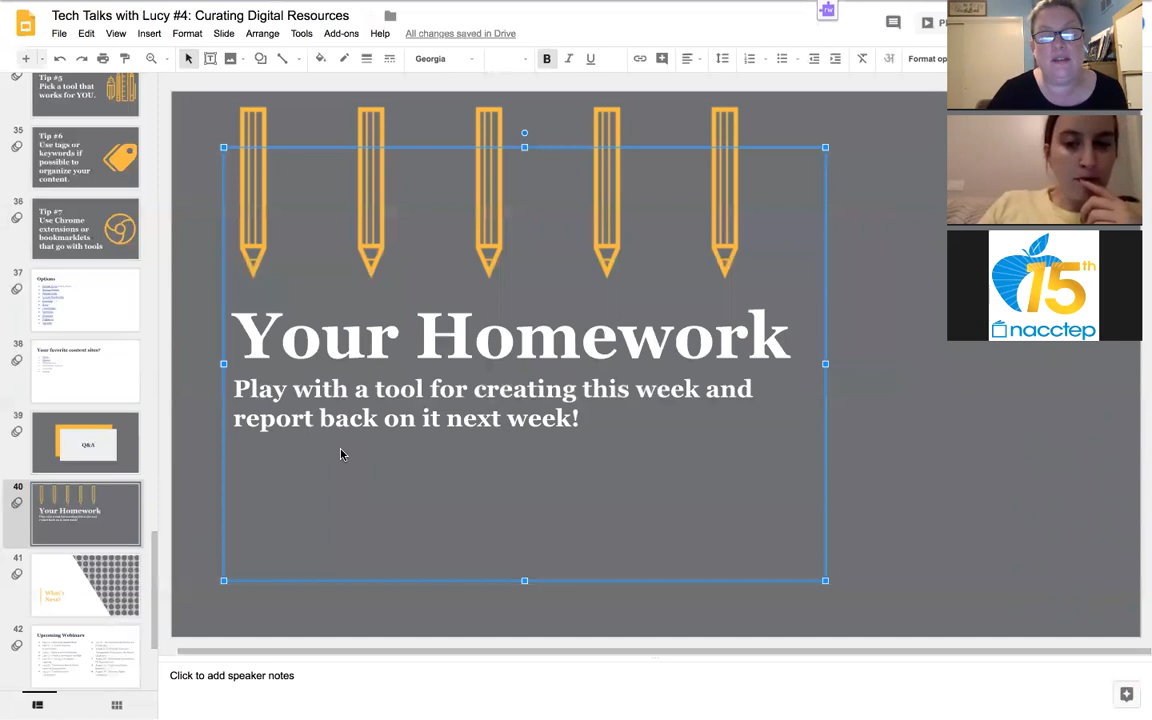 Tech Talks with Lucy #4: Curating Digital Resources
File Edit View Insert Format Slide Arrange Tools Add-ons Help All changes saved in Drive
Georgia
B I U
Format op
Tip #5
Pick a tool that
works for YOU.
35
Tip #6
Use tags or
keywords if
possible to
organize your
content.
36
Tip #7
Use Chrome
extensions or
bookmarklets
that go with tools
37
Options
38
Your favorite content sites?
39
Q&A
40
Your Homework
41
What's
Next?
42
Upcoming Webinars
Your Homework
Play with a tool for creating this week and
report back on it next week!
Click to add speaker notes
15th
nacctep